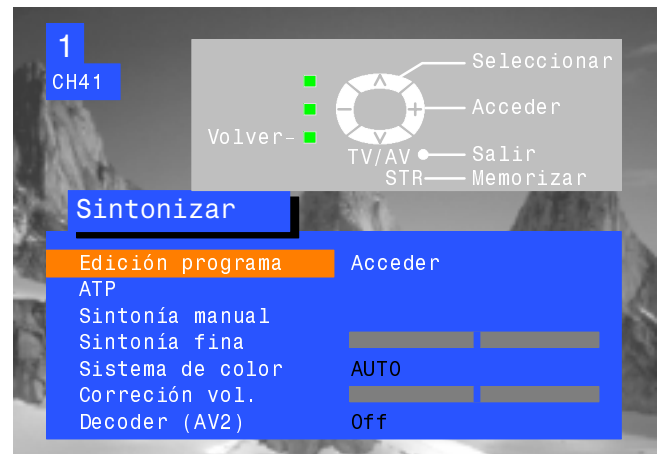 1
CH41
Seleccionar
- + Acceder
Volver-
TV/AV Salir
STR Memorizar
Sintonizar
Edición programa Acceder
ATP
Sintonía manual
Sintonía fina
Sistema de color AUTO
Correción vol.
Decoder (AV2) Off